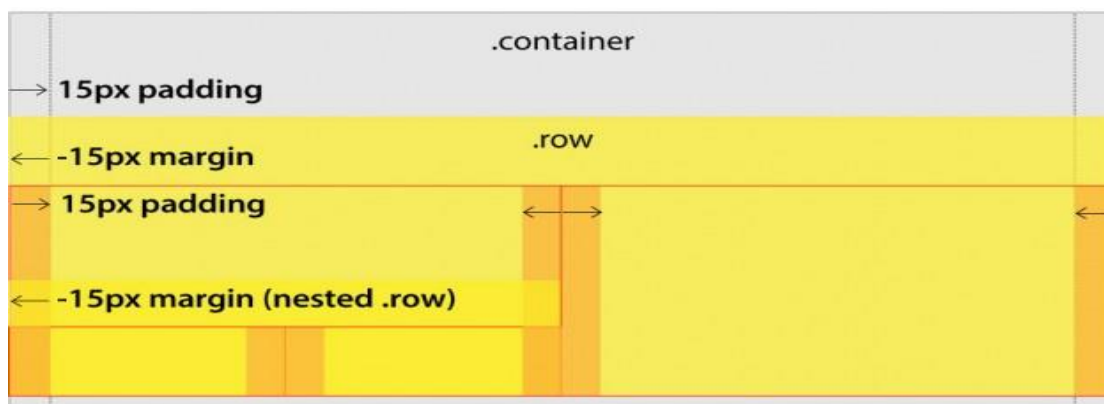 .container
15px padding
.row
-15px margin
15px padding
-15px margin (nested .row)